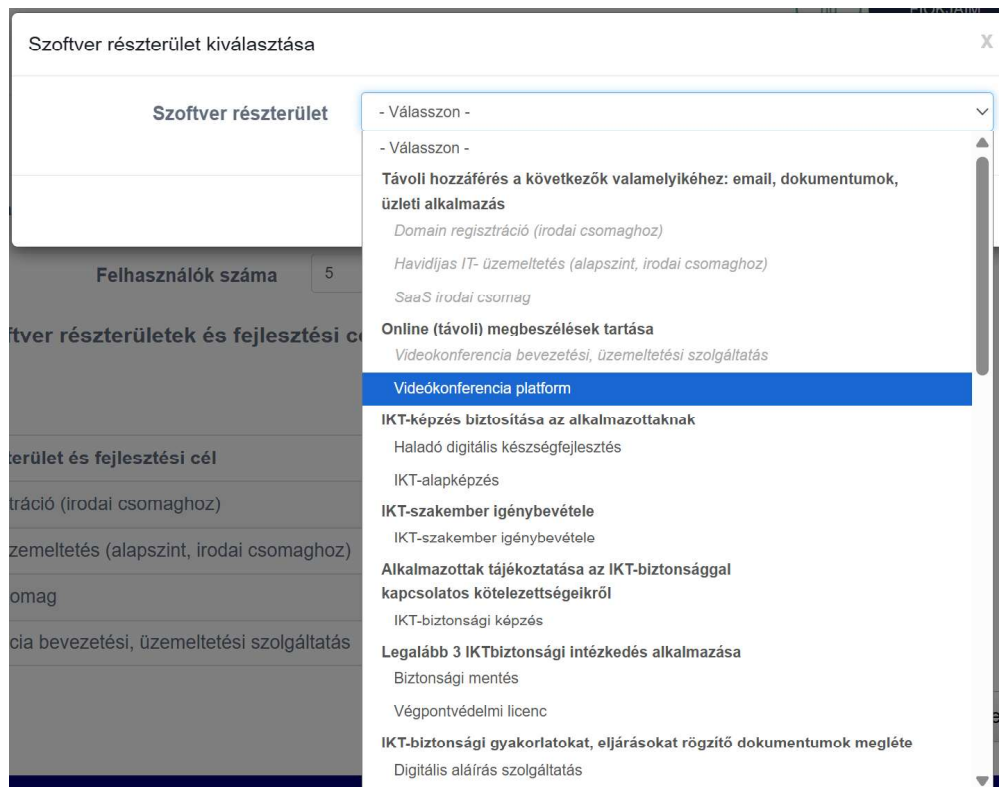 Szoftver részterület kiválasztása
X
Szoftver részterület
- Válasszon -
- Válasszon -
Távoli hozzáférés a következők valamelyikéhez: email, dokumentumok,
üzleti alkalmazás
Domain regisztráció (irodai csomaghoz)
Havidíjas IT- üzemeltetés (alapszint, irodai csomaghoz)
SaaS irodai csomag
Online (távoli) megbeszélések tartása
Videokonferencia bevezetési, üzemeltetési szolgáltatás
Videókonferencia platform
IKT-képzés biztosítása az alkalmazottaknak
Haladó digitális készségfejlesztés
IKT-alapképzés
IKT-szakember igénybevétele
IKT-szakember igénybevétele
Alkalmazottak tájékoztatása az IKT-biztonsággal
kapcsolatos kötelezettségeikről
IKT-biztonsági képzés
Legalább 3 IKTbiztonsági intézkedés alkalmazása
Biztonsági mentés
Végpontvédelmi licenc
IKT-biztonsági gyakorlatokat, eljárásokat rögzítő dokumentumok megléte
Digitális aláírás szolgáltatás
Felhasználók száma
5
ftver részterületek és fejlesztési c
terület és fejlesztési cél
tráció (irodai csomaghoz)
zemeltetés (alapszint, irodai csomaghoz)
omag
cia bevezetési, üzemeltetési szolgáltatás